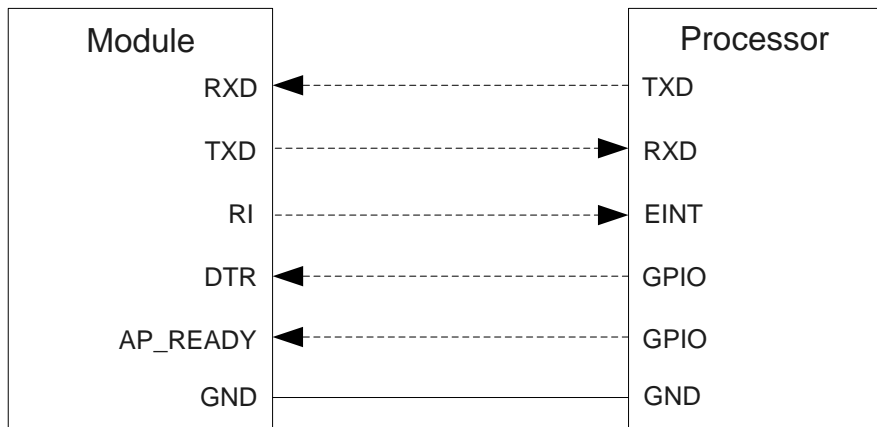 Module Processor
RXD TXD
TXD RXD
RI EINT
DTR GPIO
AP_READY GPIO
GND GND